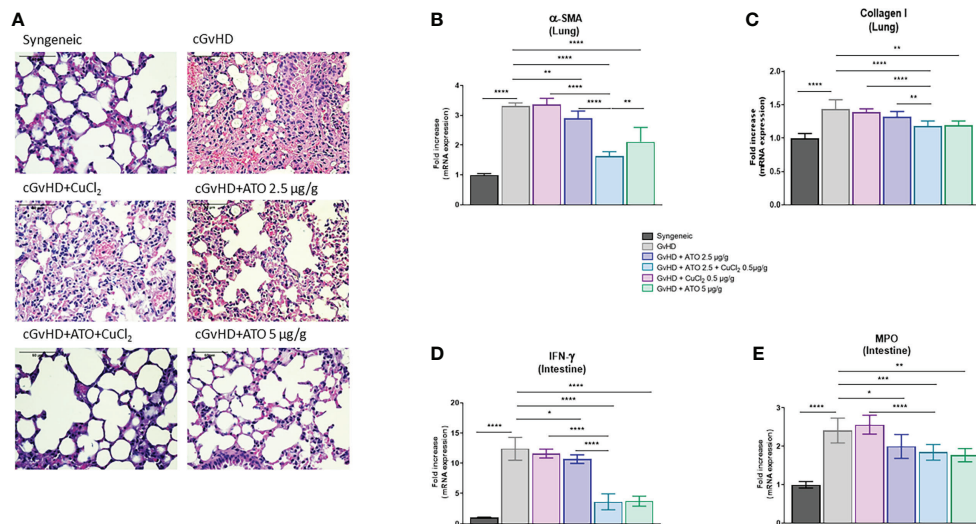 A
Syngeneic
cGvHD
cGvHD+CuCl₂
cGvHD+ATO 2.5 µg/g
cGvHD+ATO+CuCl₂
cGvHD+ATO 5 µg/g
B
α-SMA
(Lung)
****
****
**
****
****
****
**
Fold increase
(mRNA expression)
4
3
2
1
0
C
Collagen I
(Lung)
**
****
****
****
**
Fold increase
(mRNA expression)
2.0
1.5
1.0
0.5
0.0
Syngeneic
GvHD
GvHD + ATO 2.5 µg/g
GvHD + ATO 2.5 + CuCl₂ 0.5µg/g
GvHD + CuCl₂ 0.5 µg/g
GvHD + ATO 5 µg/g
D
IFN-γ
(Intestine)
****
****
*
****
****
****
Fold increase
(mRNA expression)
20
15
10
5
0
E
MPO
(Intestine)
**
***
*
****
****
Fold increase
(mRNA expression)
3
2
1